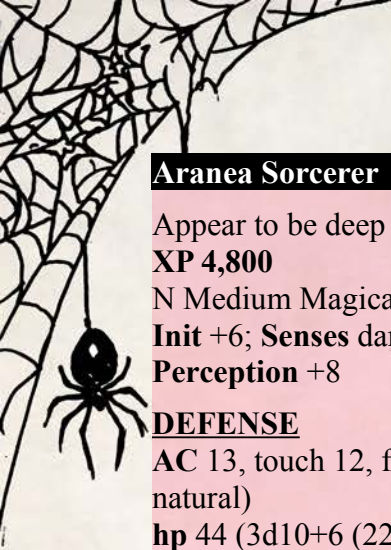 Aranea Sorcerer
Appear to be deep
XP 4,800
N Medium Magica
Init +6; Senses dar
Perception +8
DEFENSE
AC 13, touch 12, f
natural)
hp 44 (3d10+6 (22